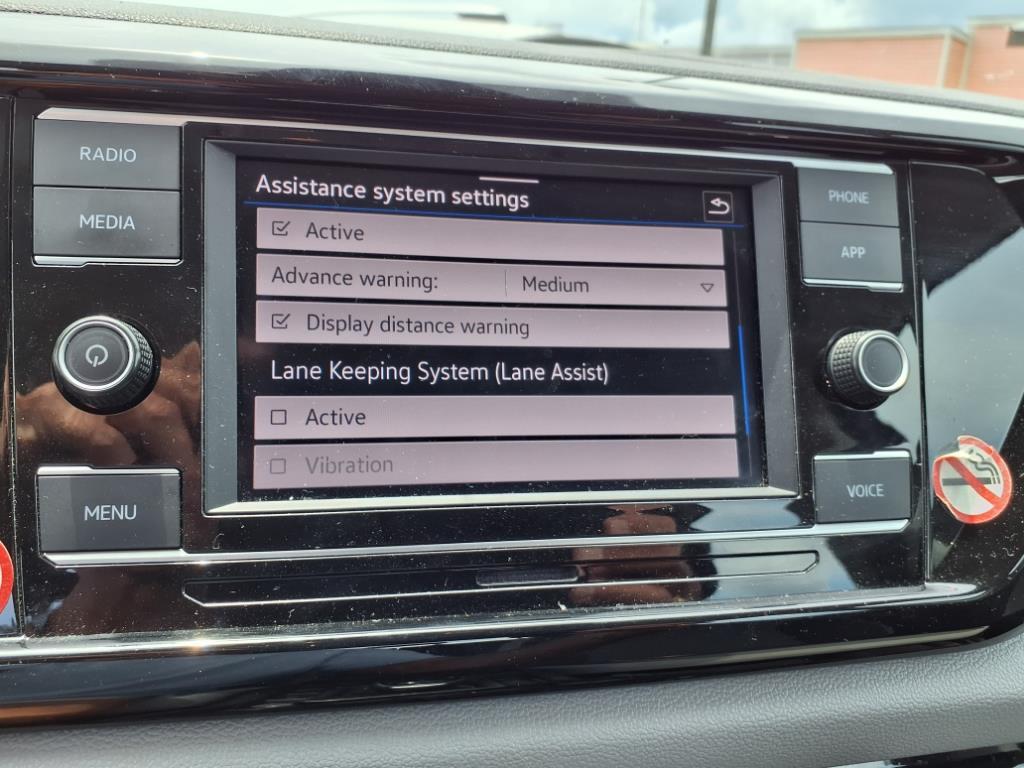 RADIO
MEDIA
MENU
Assistance system settings
Active
Advance warning: Medium
Display distance warning
Lane Keeping System (Lane Assist)
Active
Vibration
PHONE
APP
VOICE